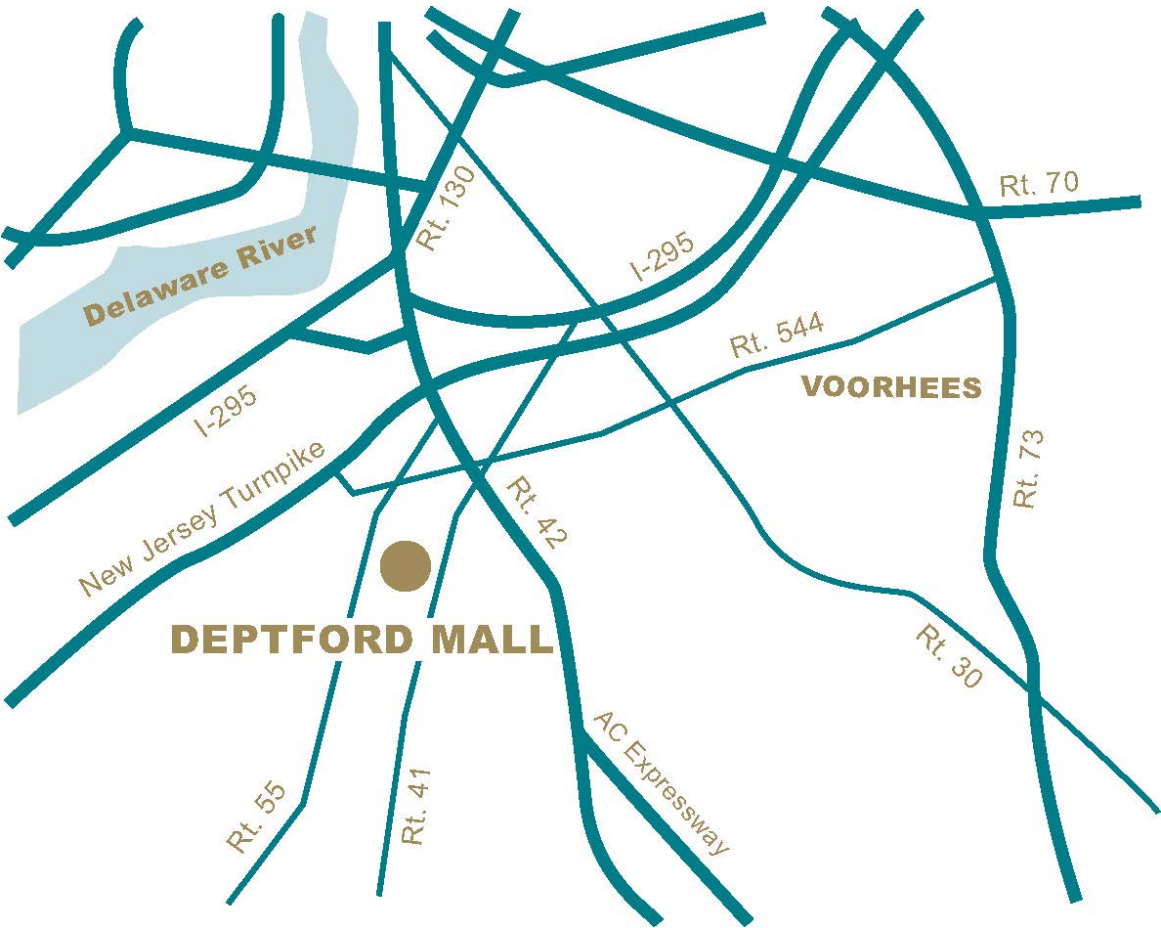 Rt. 130
Rt. 70
Delaware River
I-295
Rt. 544
VOORHEES
I-295
New Jersey Turnpike
Rt. 73
Rt. 42
DEPTFORD MALL
Rt. 30
AC Expressway
Rt. 55
Rt. 41